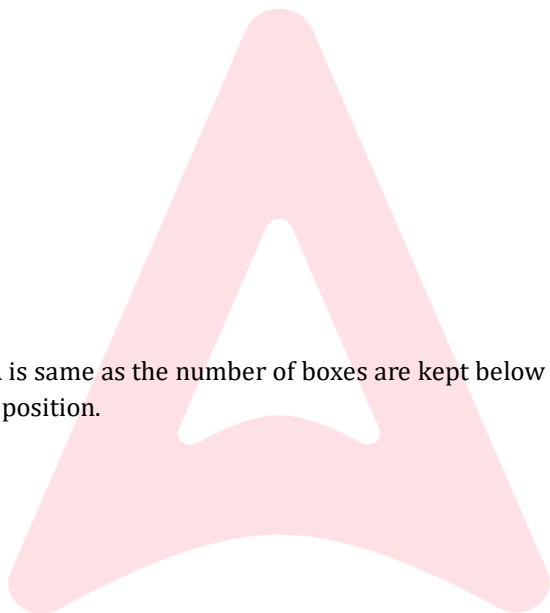 is same as the number of boxes are kept below
position.